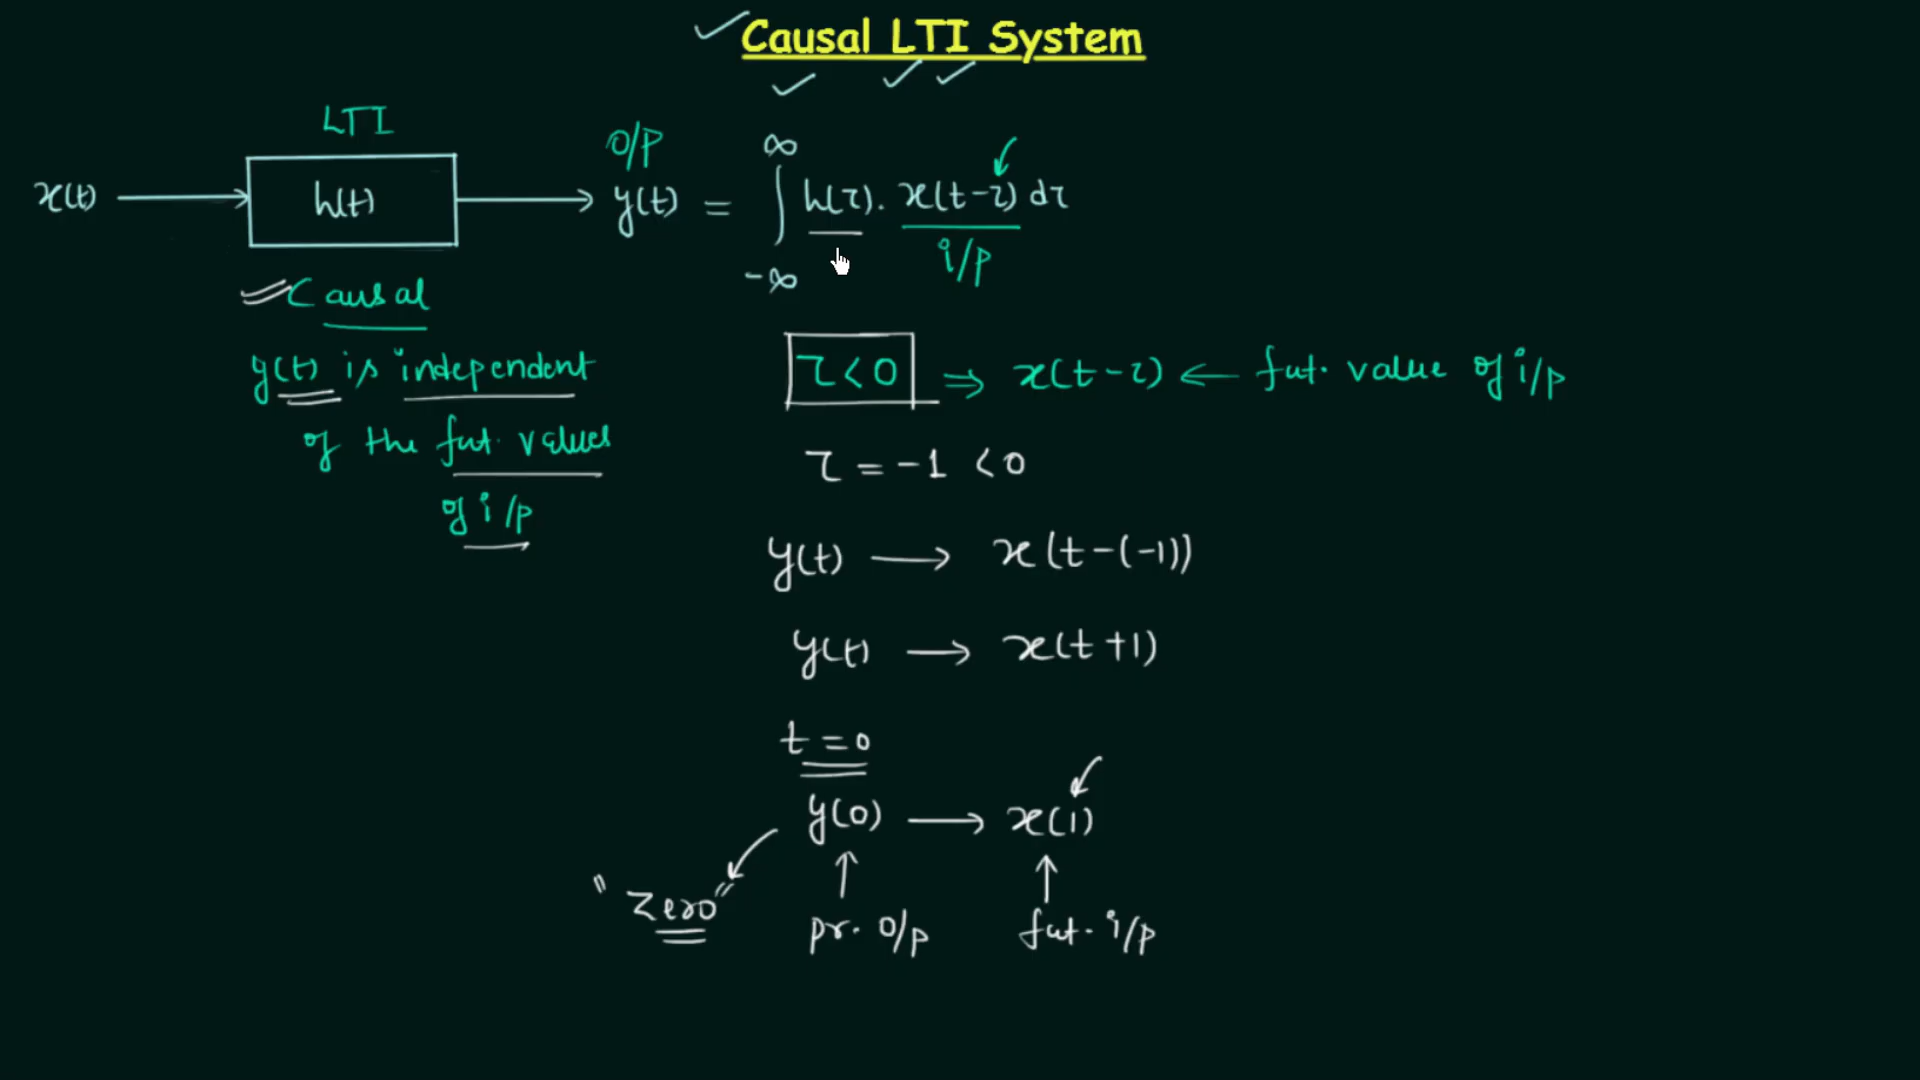 Causal LTI System
LTI
x(t) → h(t) → y(t) = ∫ h(τ). x(t-τ) dτ
O/P
∞
-∞
i/p
Causal
y(t) is independent
of the fut. values
of i/p
τ < 0 ⇒ x(t-τ) ← fut. value of i/p
τ = -1 < 0
y(t) → x(t-(-1))
y(t) → x(t+1)
t = 0
y(0) → x(1)
"Zero"
pr. O/p
fut. i/p